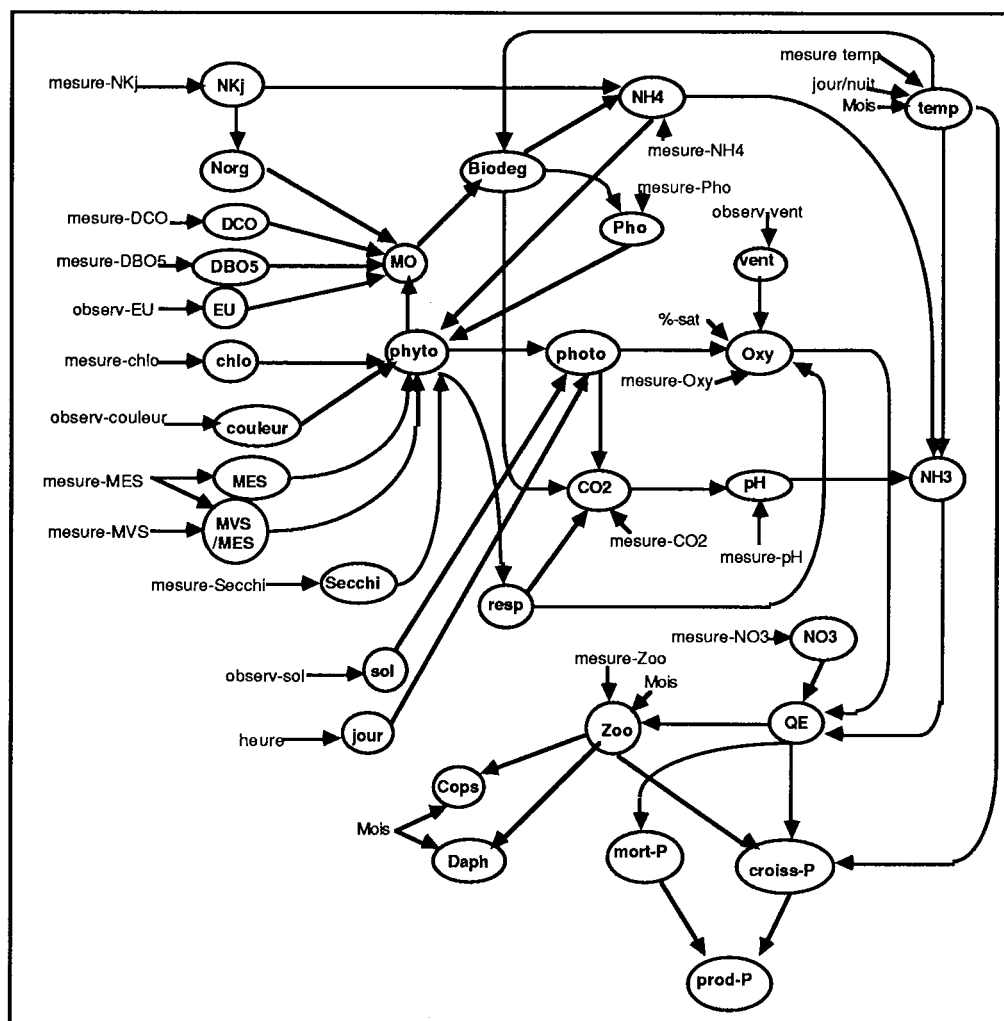 mesure temp
mesure-NKj
NKj
jour/nuit
NH4
Mois
temp
mesure-NH4
Norg
Biodeg
mesure-Pho
mesure-DCO
DCO
observ-vent
Pho
mesure-DBO5
DBO5
MO
vent
observ-EU
EU
%-sat
mesure-chlo
chlo
phyto
photo
Oxy
mesure-Oxy
observ-couleur
couleur
mesure-MES
MES
CO2
pH
NH3
mesure-MVS
MVS
/MES
mesure-CO2
mesure-pH
mesure-Secchi
Secchi
resp
mesure-NO3
NO3
observ-sol
sol
mesure-Zoo
Mois
heure
jour
Zoo
QE
Cops
Mois
Daph
mort-P
croiss-P
prod-P